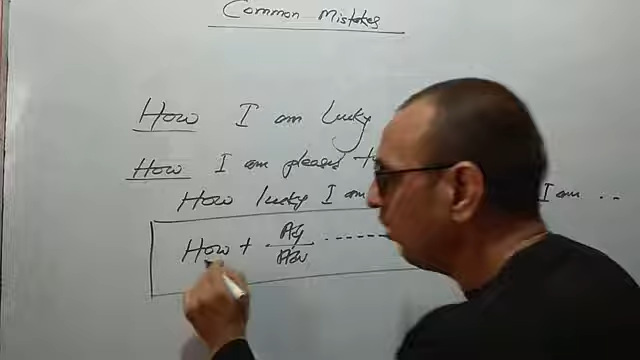 Common Mistakes
How I am lucky
How I am pleased t
How lucky I am I am ..
How + Adj ------
Adv